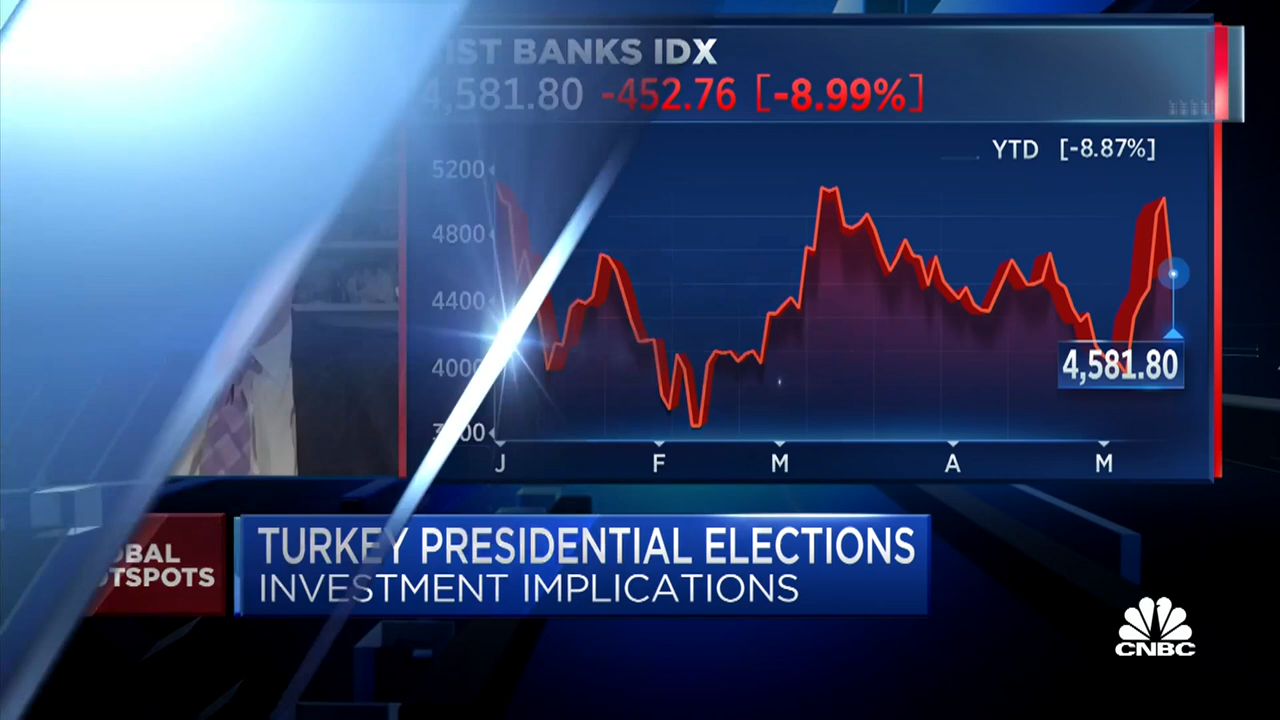 IST BANKS IDX
4,581.80 -452.76 [-8.99%]
YTD [-8.87%]
5200
4800
4400
4000
4,581.80
J F M A M
TURKEY PRESIDENTIAL ELECTIONS
OBAL
INVESTMENT IMPLICATIONS
TSPOTS
CNBC